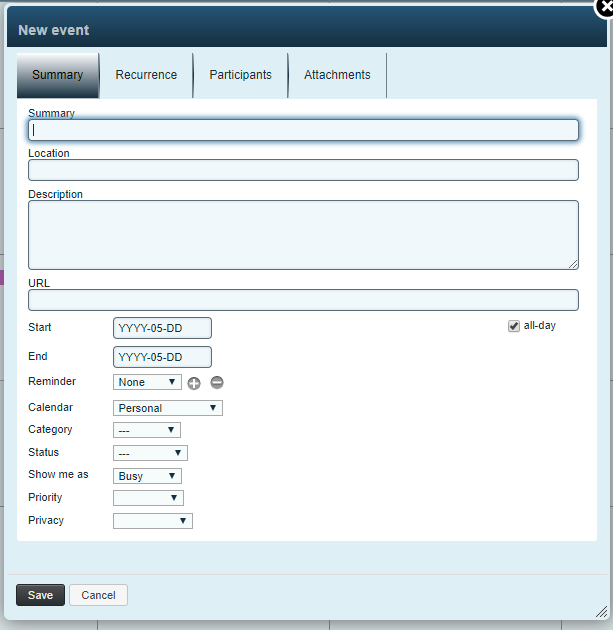 New event
Summary Recurrence Participants Attachments
Summary
Location
Description
URL
Start YYYY-05-DD all-day
End YYYY-05-DD
Reminder None
Calendar Personal
Category ---
Status ---
Show me as Busy
Priority
Privacy
Save Cancel